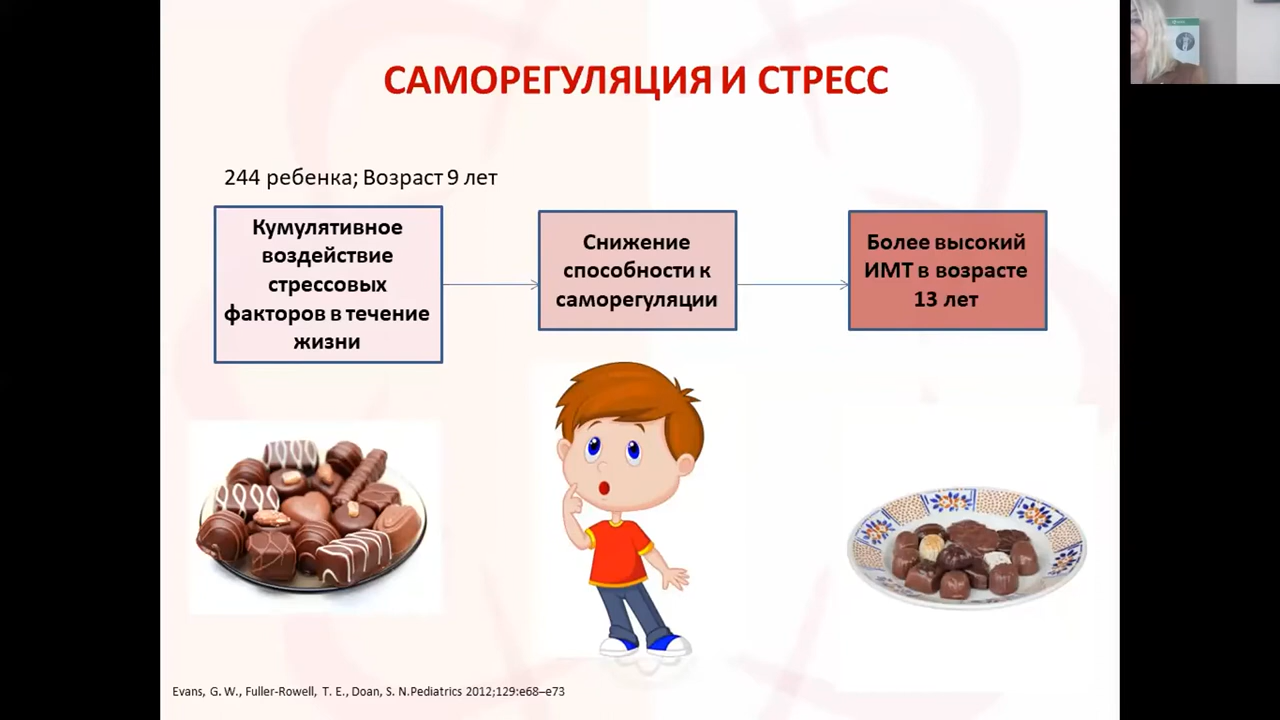 САМОРЕГУЛЯЦИЯ И СТРЕСС
244 ребенка; Возраст 9 лет
Кумулятивное
воздействие
стрессовых
факторов в течение
жизни
Снижение
способности к
саморегуляции
Более высокий
ИМТ в возрасте
13 лет
Evans, G. W., Fuller-Rowell, T. E., Doan, S. N.Pediatrics 2012;129:e68–e73